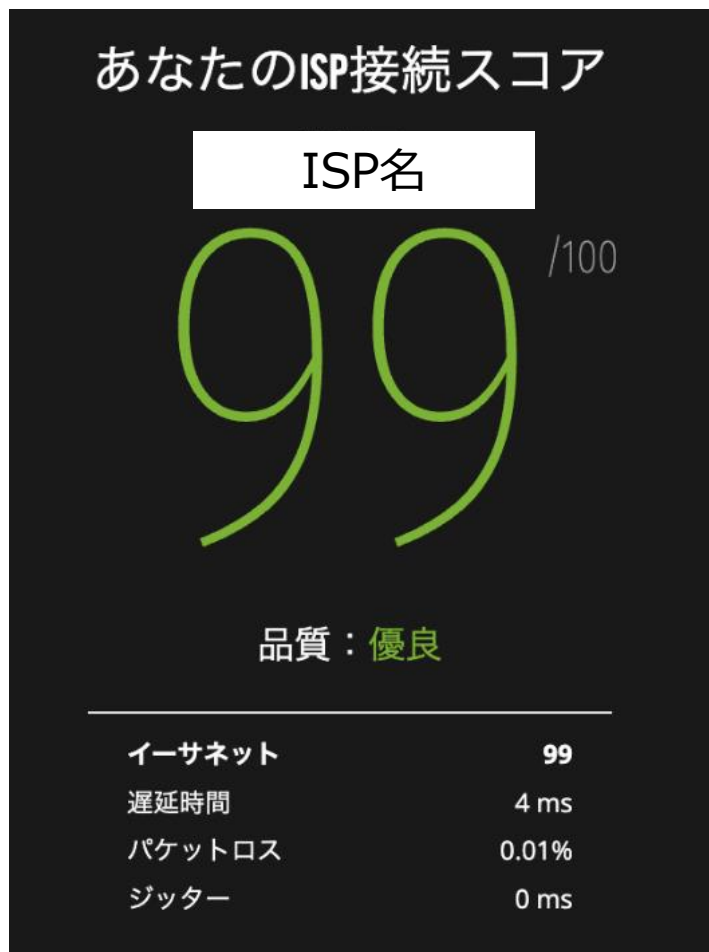 あなたのISP接続スコア
ISP名
99 /100
品質：優良
イーサネット 99
遅延時間 4 ms
パケットロス 0.01%
ジッター 0 ms